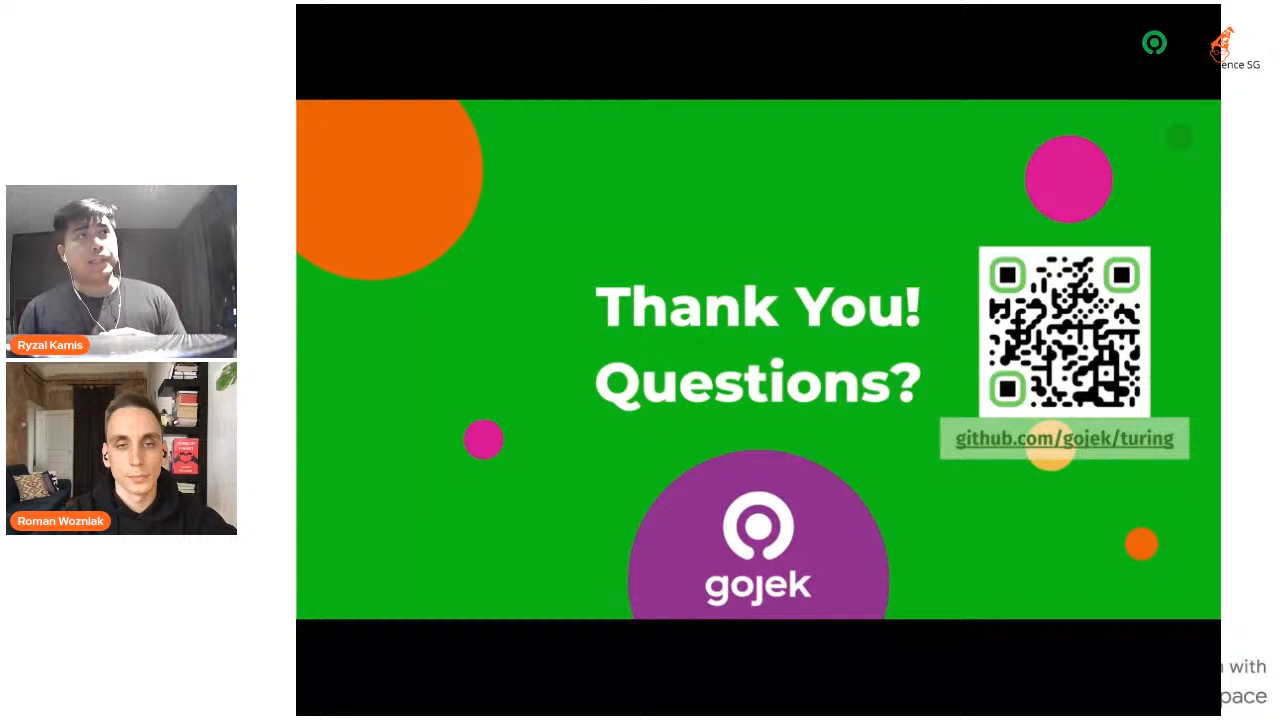 ence SG
Thank You!
Questions?
github.com/gojek/turing
gojek
Ryzal Kamis
Roman Wozniak
with
pace